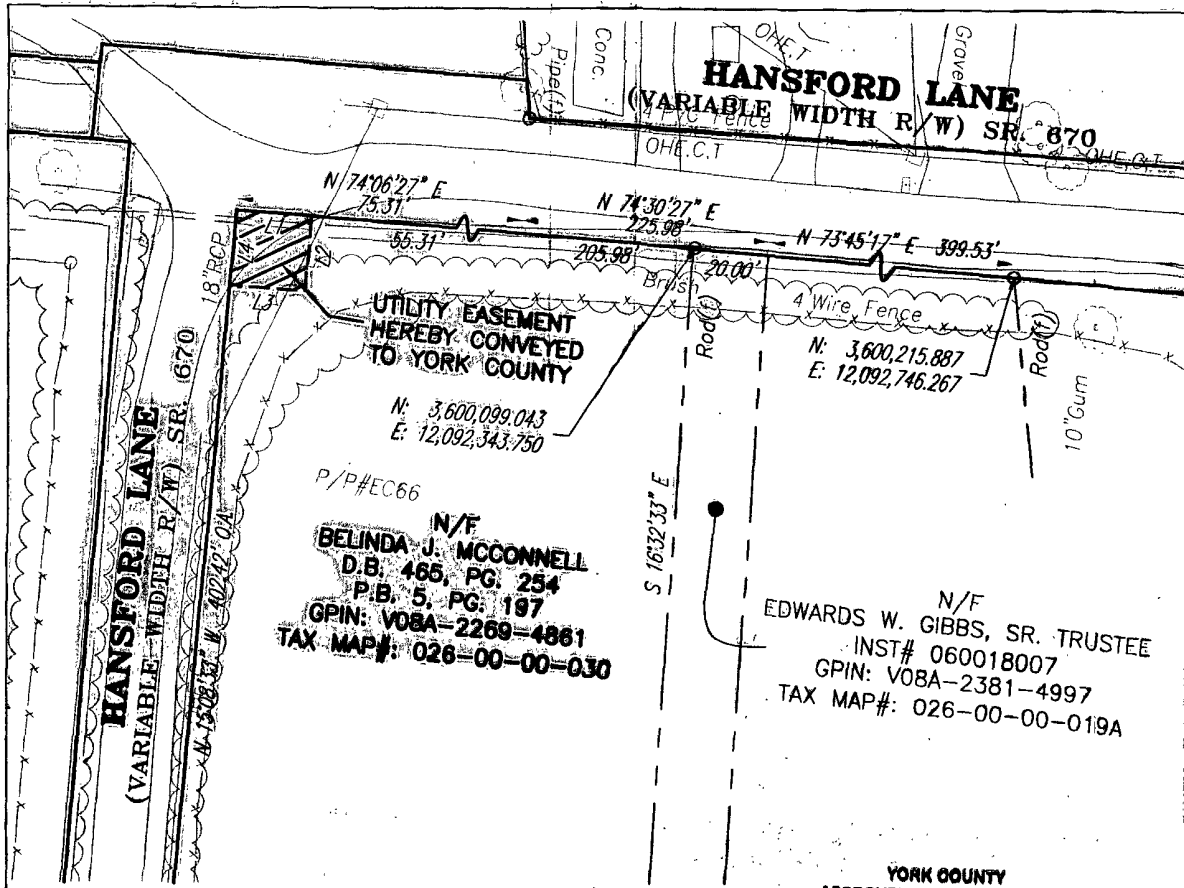 OHE.T
Conc.
Pipe(f)
HANSFORD LANE
(VARIABLE WIDTH R/W) SR. 670
Fence
OHE.C.T
OHE.C.T
N 74°06'27" E
75.31'
N 74°30'27" E
225.98'
N 73°45'17" E 399.53'
55.31'
205.98'
20.00'
L1
L2
L3
L4
18"RCP
Brush
4 Wire Fence
Rod(f)
Rod(f)
10"Gum
UTILITY EASEMENT
HEREBY CONVEYED
TO YORK COUNTY
N: 3,600,215.887
E: 12,092,746.267
N: 3,600,099.043
E: 12,092,343.750
P/P#EC66
HANSFORD LANE
(VARIABLE WIDTH R/W) SR. 670
N 15°08'33" W 402.42' O.A.
N/F
BELINDA J. MCCONNELL
D.B. 465, PG. 254
P.B. 5, PG. 197
GPIN: V08A-2269-4861
TAX MAP#: 026-00-00-030
S 16°32'33" E
N/F
EDWARDS W. GIBBS, SR. TRUSTEE
INST# 060018007
GPIN: V08A-2381-4997
TAX MAP#: 026-00-00-019A
YORK COUNTY